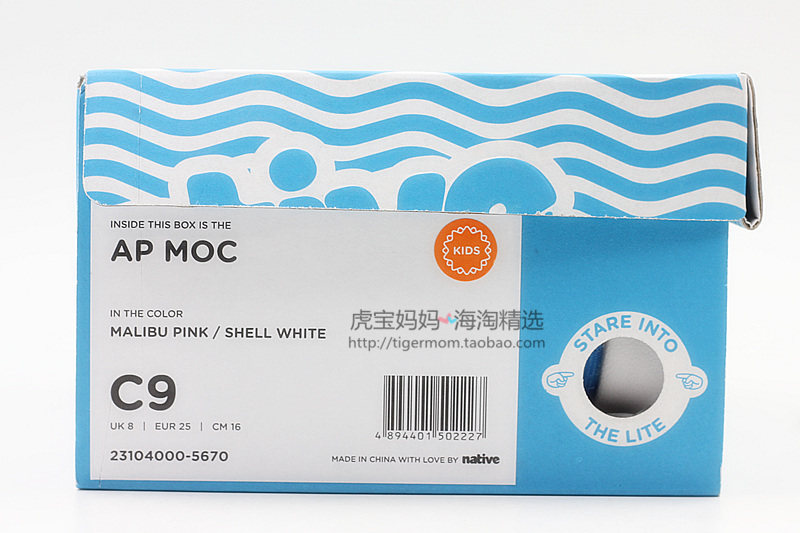 INSIDE THIS BOX IS THE
AP MOC
KIDS
IN THE COLOR
MALIBU PINK / SHELL WHITE
虎宝妈妈 海淘精选
http://tigermom.taobao.com
C9
UK 8 | EUR 25 | CM 16
23104000-5670
4 894401 502227
MADE IN CHINA WITH LOVE BY native
STARE INTO
THE LITE